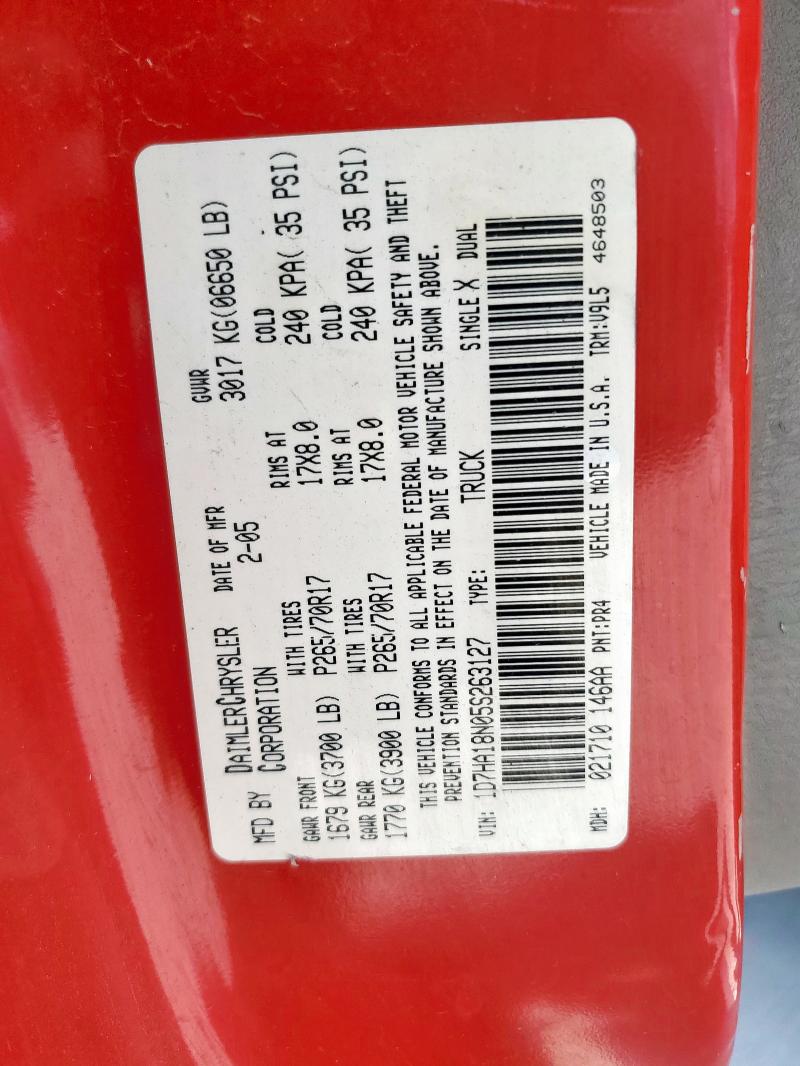 MFD BY DAIMLERCHRYSLER CORPORATION
DATE OF MFR 2-05
GVWR 3017 KG(06650 LB)
GAWR FRONT WITH TIRES RIMS AT COLD
1679 KG(3700 LB) P265/70R17 17X8.0 240 KPA( 35 PSI)
GAWR REAR WITH TIRES RIMS AT COLD
1770 KG(3900 LB) P265/70R17 17X8.0 240 KPA( 35 PSI)
THIS VEHICLE CONFORMS TO ALL APPLICABLE FEDERAL MOTOR VEHICLE SAFETY AND THEFT
PREVENTION STANDARDS IN EFFECT ON THE DATE OF MANUFACTURE SHOWN ABOVE.
VIN: 1D7HA18N05S263127 TYPE: TRUCK SINGLE X DUAL
MDH: 021710 146AA PNT:PR4 VEHICLE MADE IN U.S.A. TRM:V9L5 4648503